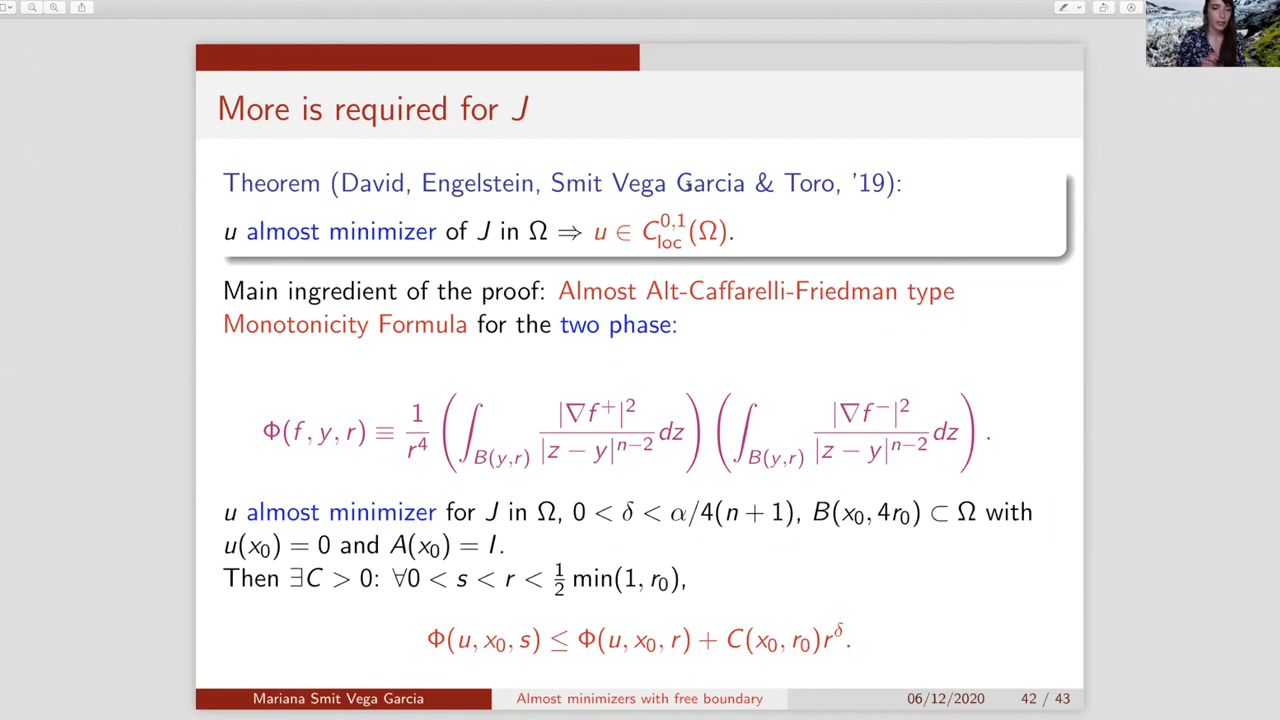 More is required for J
Theorem (David, Engelstein, Smit Vega Garcia & Toro, '19):
u almost minimizer of J in Ω ⇒ u ∈ C^{0,1}_{loc}(Ω).
Main ingredient of the proof: Almost Alt-Caffarelli-Friedman type
Monotonicity Formula for the two phase:
Φ(f, y, r) ≡ \frac{1}{r^4} ( ∫_{B(y,r)} \frac{|∇f^+|^2}{|z − y|^{n−2}} dz ) ( ∫_{B(y,r)} \frac{|∇f^−|^2}{|z − y|^{n−2}} dz ) .
u almost minimizer for J in Ω, 0 < δ < α/4(n + 1), B(x_0, 4r_0) ⊂ Ω with
u(x_0) = 0 and A(x_0) = I.
Then ∃C > 0: ∀0 < s < r < \frac{1}{2} min(1, r_0),
Φ(u, x_0, s) ≤ Φ(u, x_0, r) + C(x_0, r_0)r^δ.
Mariana Smit Vega Garcia Almost minimizers with free boundary 06/12/2020 42 / 43